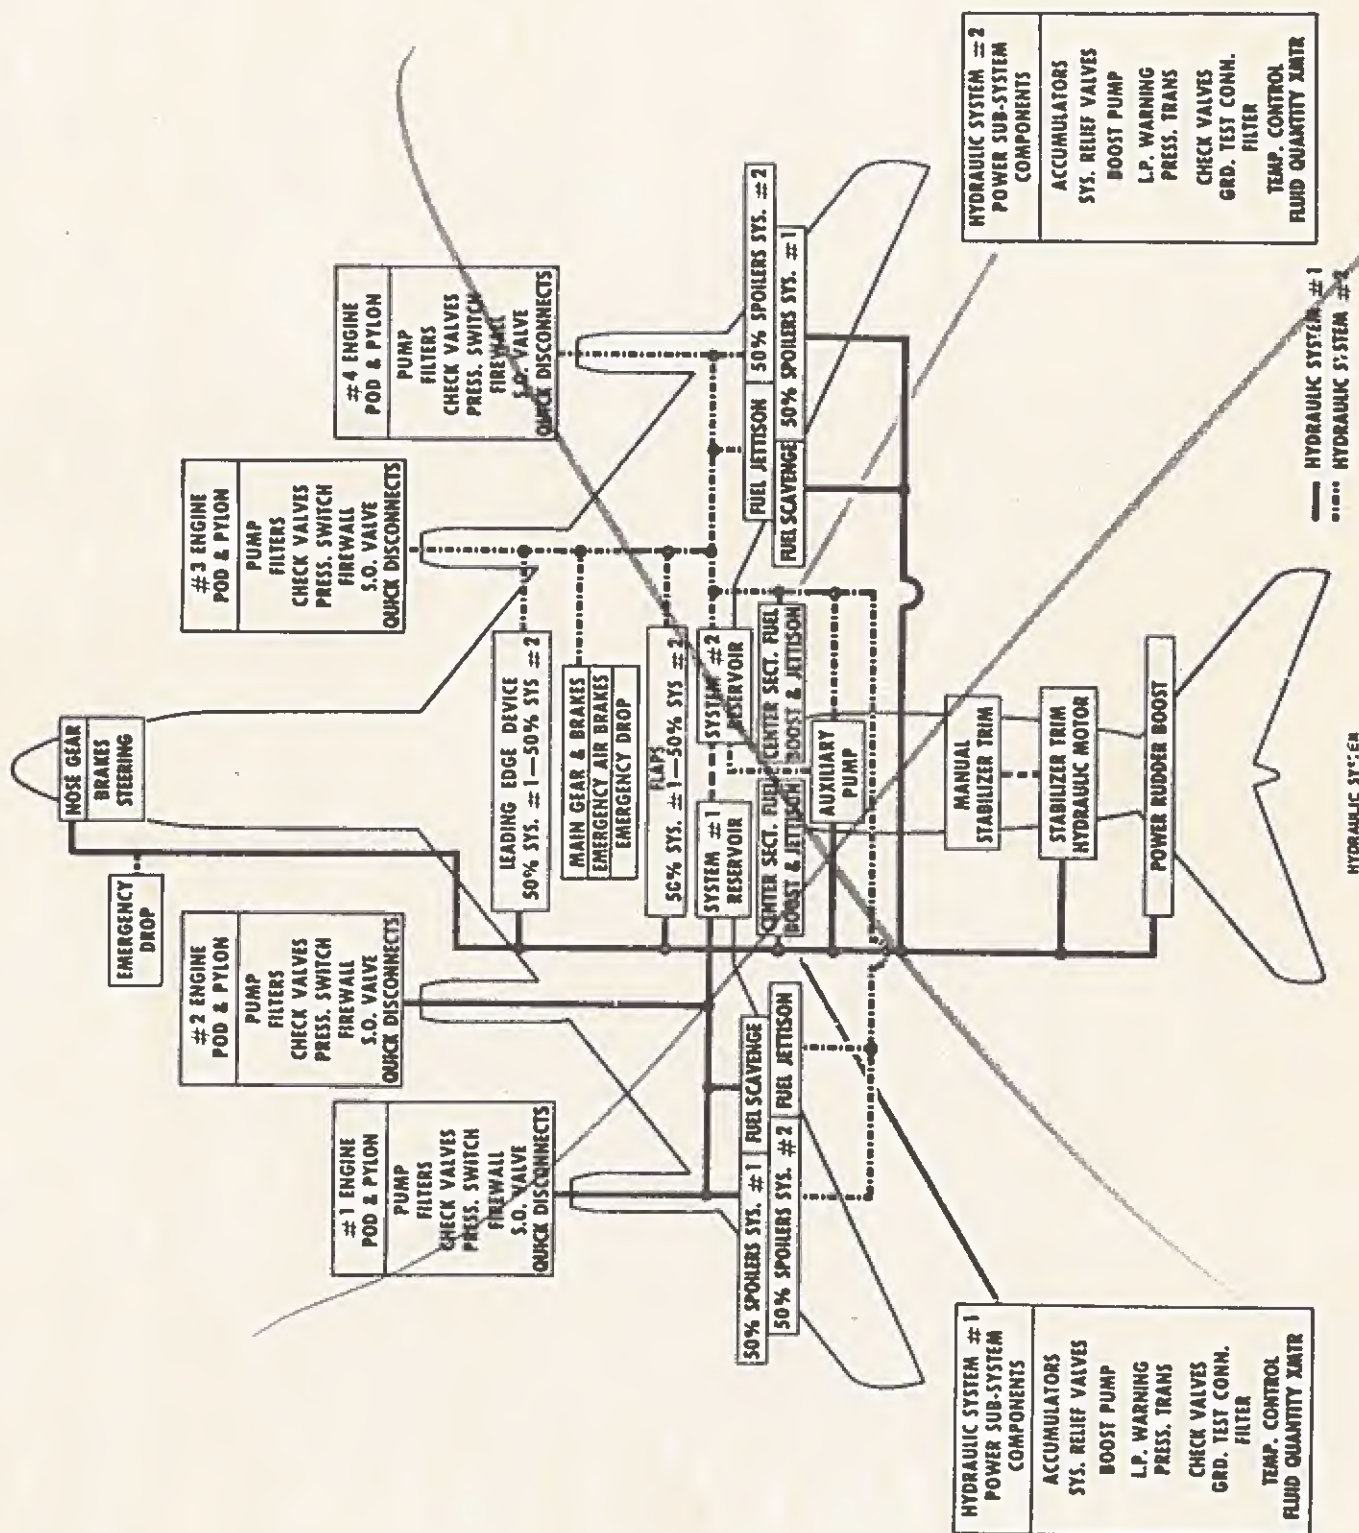 NOSE GEAR
BRAKES
STEERING
EMERGENCY
DROP
#1 ENGINE
POD & PYLON
PUMP
FILTERS
CHECK VALVES
PRESS. SWITCH
FIREWALL
S.O. VALVE
QUICK DISCONNECTS
#2 ENGINE
POD & PYLON
PUMP
FILTERS
CHECK VALVES
PRESS. SWITCH
FIREWALL
S.O. VALVE
QUICK DISCONNECTS
#3 ENGINE
POD & PYLON
PUMP
FILTERS
CHECK VALVES
PRESS. SWITCH
FIREWALL
S.O. VALVE
QUICK DISCONNECTS
#4 ENGINE
POD & PYLON
PUMP
FILTERS
CHECK VALVES
PRESS. SWITCH
FIREWALL
S.O. VALVE
QUICK DISCONNECTS
LEADING EDGE DEVICE
50% SYS. #1—50% SYS #2
MAIN GEAR & BRAKES
EMERGENCY AIR BRAKES
EMERGENCY DROP
FLAPS
50% SYS. #1—50% SYS #2
SYSTEM #1
RESERVOIR
SYSTEM #2
RESERVOIR
CENTER SECT. FUEL
BOOST & JETTISON
CENTER SECT. FUEL
BOOST & JETTISON
AUXILIARY
PUMP
50% SPOILERS SYS. #1
FUEL SCAVENGE
50% SPOILERS SYS. #2
FUEL JETTISON
FUEL JETTISON
50% SPOILERS SYS. #2
FUEL SCAVENGE
50% SPOILERS SYS. #1
MANUAL
STABILIZER TRIM
STABILIZER TRIM
HYDRAULIC MOTOR
POWER RUDDER BOOST
HYDRAULIC SYSTEM #1
POWER SUB-SYSTEM
COMPONENTS
ACCUMULATORS
SYS. RELIEF VALVES
BOOST PUMP
L.P. WARNING
PRESS. TRANS
CHECK VALVES
GRD. TEST CONN.
FILTER
TEMP. CONTROL
FLUID QUANTITY XMTR
HYDRAULIC SYSTEM #2
POWER SUB-SYSTEM
COMPONENTS
ACCUMULATORS
SYS. RELIEF VALVES
BOOST PUMP
L.P. WARNING
PRESS. TRANS
CHECK VALVES
GRD. TEST CONN.
FILTER
TEMP. CONTROL
FLUID QUANTITY XMTR
HYDRAULIC SYSTEM #1
HYDRAULIC SYSTEM #2
HYDRAULIC SYSTEM